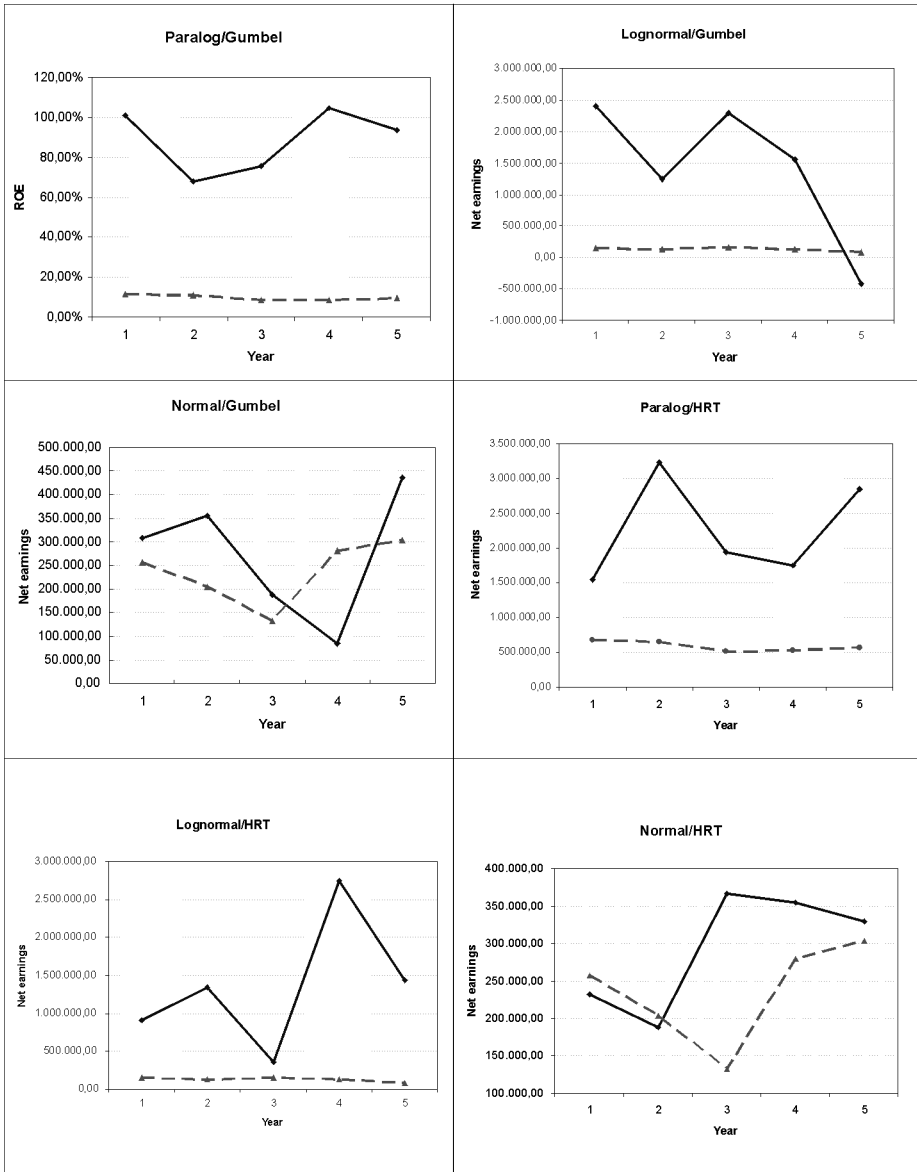 Paralog/Gumbel
120,00%
100,00%
80,00%
60,00%
40,00%
20,00%
0,00%
ROE
1 2 3 4 5
Year
Lognormal/Gumbel
3.000.000,00
2.500.000,00
2.000.000,00
1.500.000,00
1.000.000,00
500.000,00
0,00
-500.000,00
-1.000.000,00
Net earnings
1 2 3 4 5
Year
Normal/Gumbel
500.000,00
450.000,00
400.000,00
350.000,00
300.000,00
250.000,00
200.000,00
150.000,00
100.000,00
50.000,00
0,00
Net earnings
1 2 3 4 5
Year
Paralog/HRT
3.500.000,00
3.000.000,00
2.500.000,00
2.000.000,00
1.500.000,00
1.000.000,00
500.000,00
0,00
Net earnings
1 2 3 4 5
Year
Lognormal/HRT
3.000.000,00
2.500.000,00
2.000.000,00
1.500.000,00
1.000.000,00
500.000,00
0,00
Net earnings
1 2 3 4 5
Year
Normal/HRT
400.000,00
350.000,00
300.000,00
250.000,00
200.000,00
150.000,00
100.000,00
Net earnings
1 2 3 4 5
Year